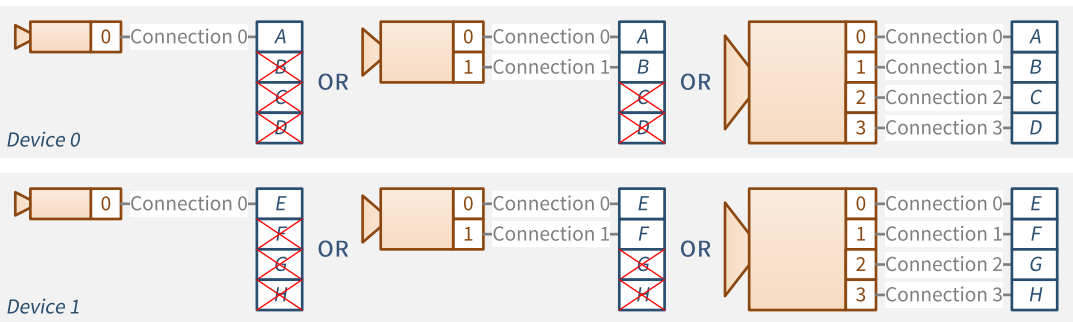 0 Connection 0 A 0 Connection 0 A 0 Connection 0 A
B 1 Connection 1 B 1 Connection 1 B
OR OR
C C 2 Connection 2 C
D D 3 Connection 3 D
Device 0
0 Connection 0 E 0 Connection 0 E 0 Connection 0 E
F 1 Connection 1 F 1 Connection 1 F
OR OR
G G 2 Connection 2 G
H H 3 Connection 3 H
Device 1